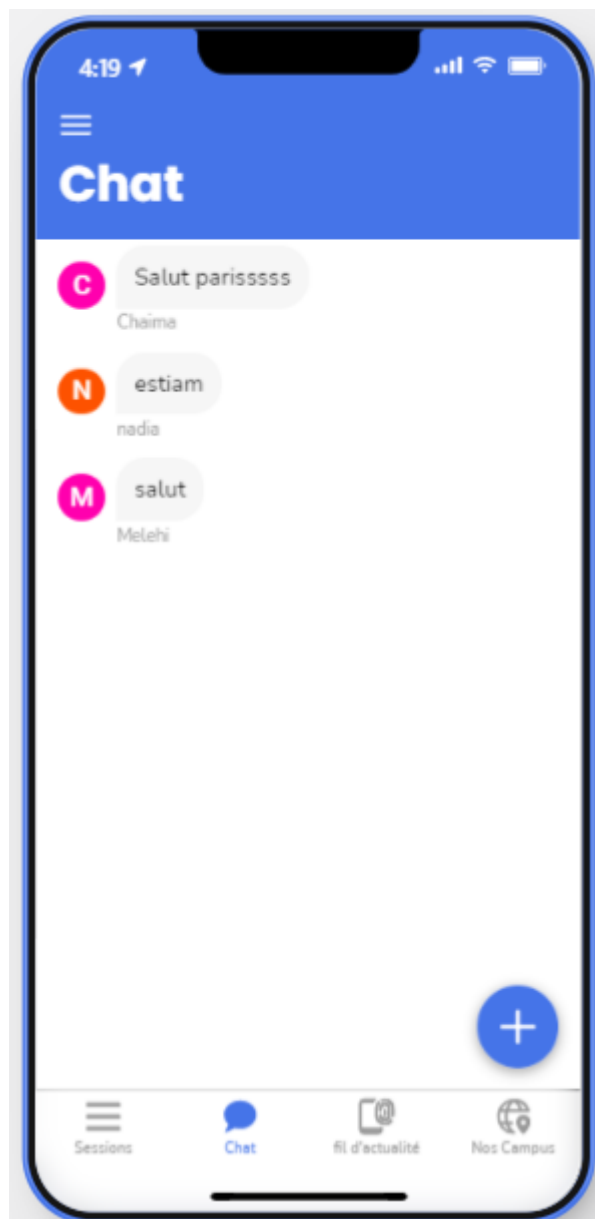 4:19
Chat
C
Salut parisssss
Chaima
N
estiam
nadia
M
salut
Melehi
Sessions
Chat
fil d'actualité
Nos Campus